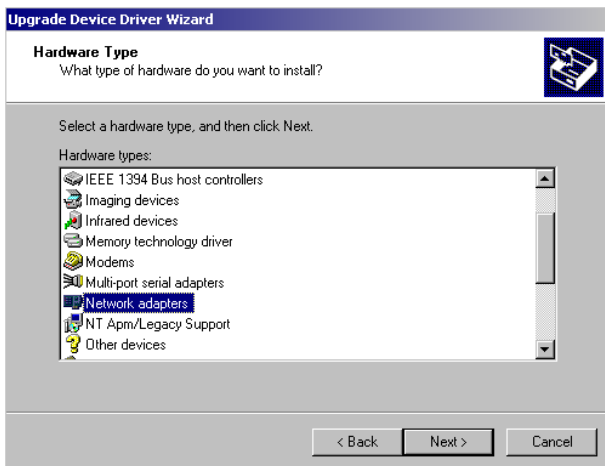 Upgrade Device Driver Wizard
Hardware Type
What type of hardware do you want to install?
Select a hardware type, and then click Next.
Hardware types:
IEEE 1394 Bus host controllers
Imaging devices
Infrared devices
Memory technology driver
Modems
Multi-port serial adapters
Network adapters
NT Apm/Legacy Support
Other devices
< Back
Next >
Cancel